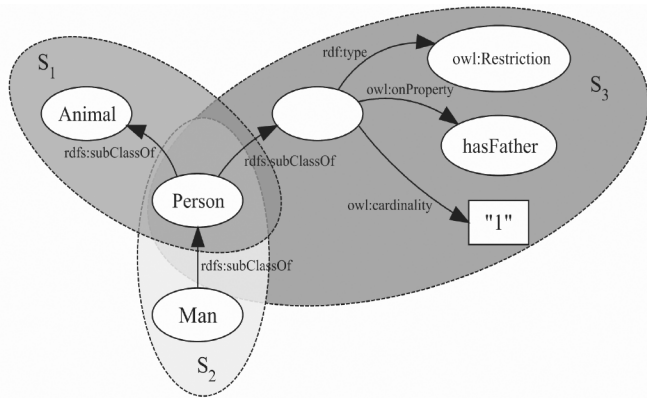 S1
rdf:type
owl:Restriction
S3
Animal
owl:onProperty
rdfs:subClassOf
rdfs:subClassOf
hasFather
Person
owl:cardinality
"1"
rdfs:subClassOf
Man
S2